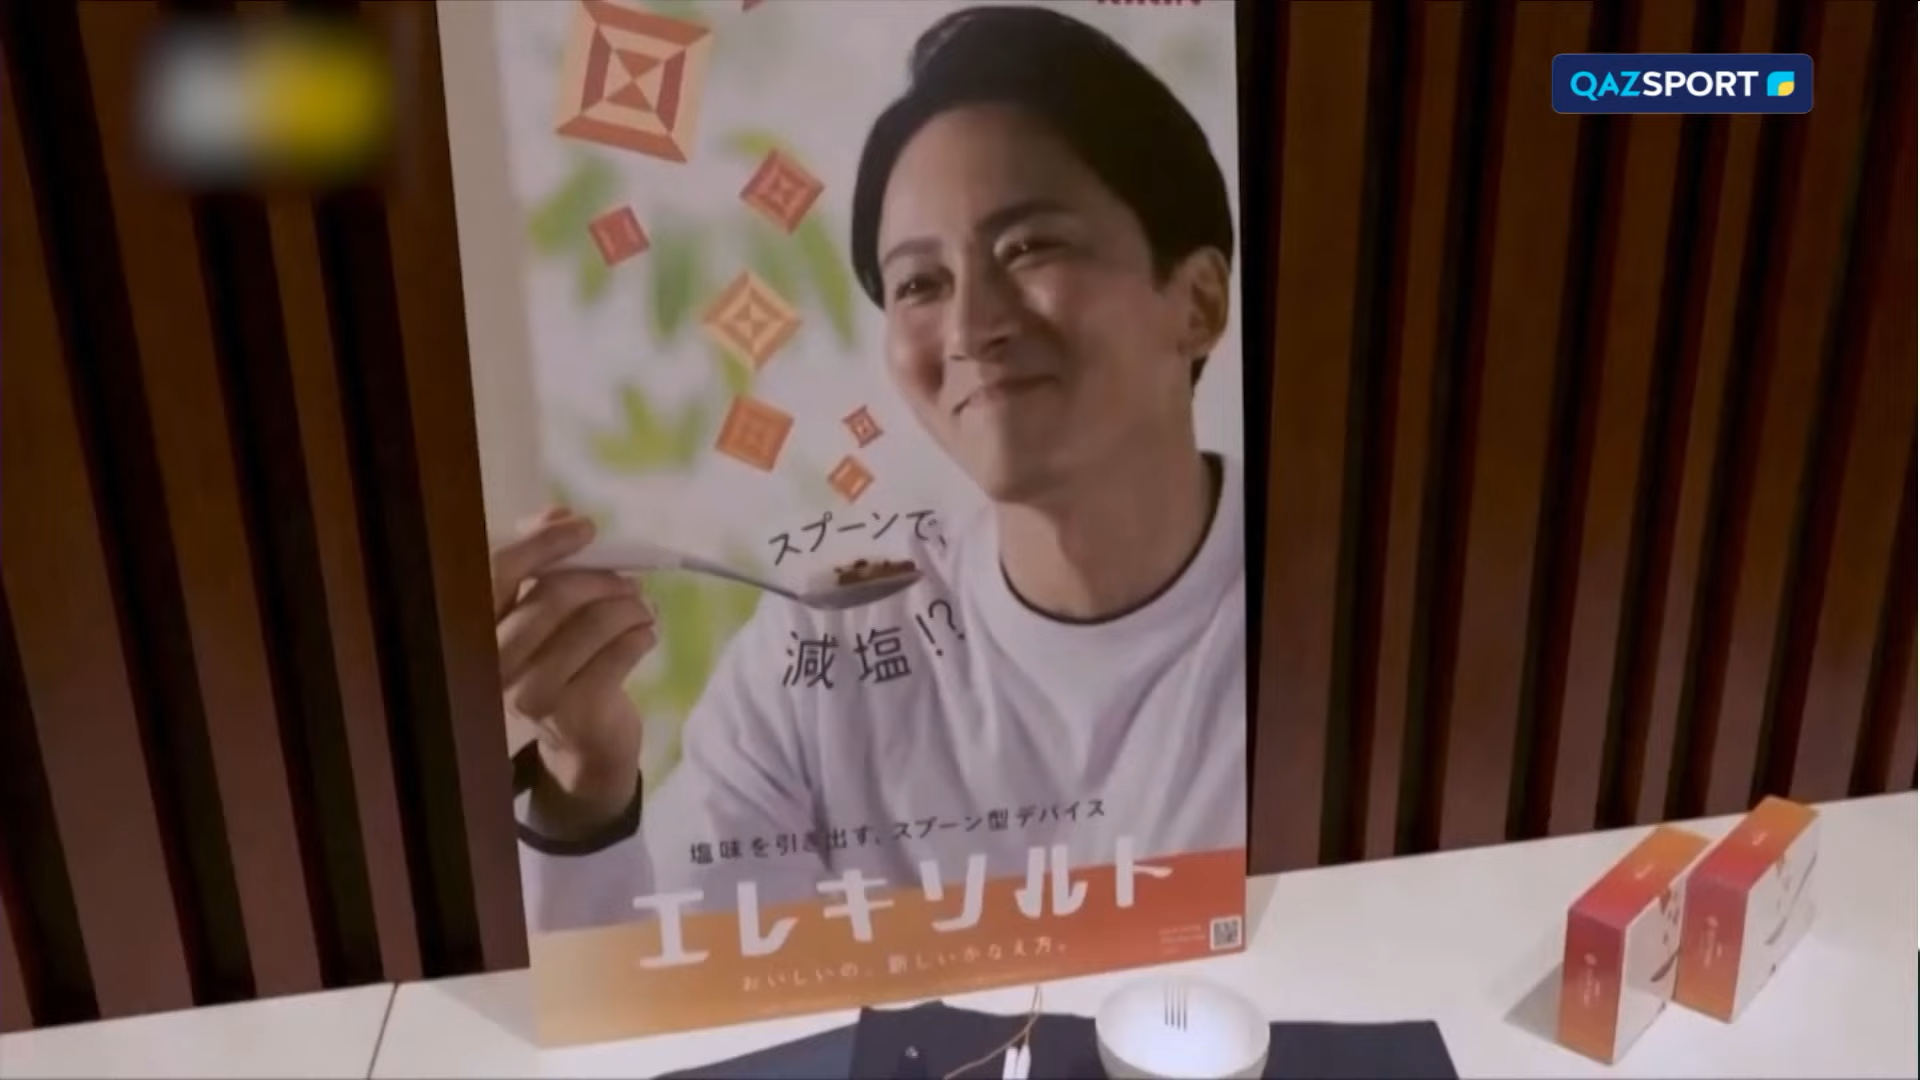 QAZSPORT
スプーンで、
減塩!?
塩味を引き出す、スプーン型デバイス
エレキソルト
おいしいの、新しいかなえ方。